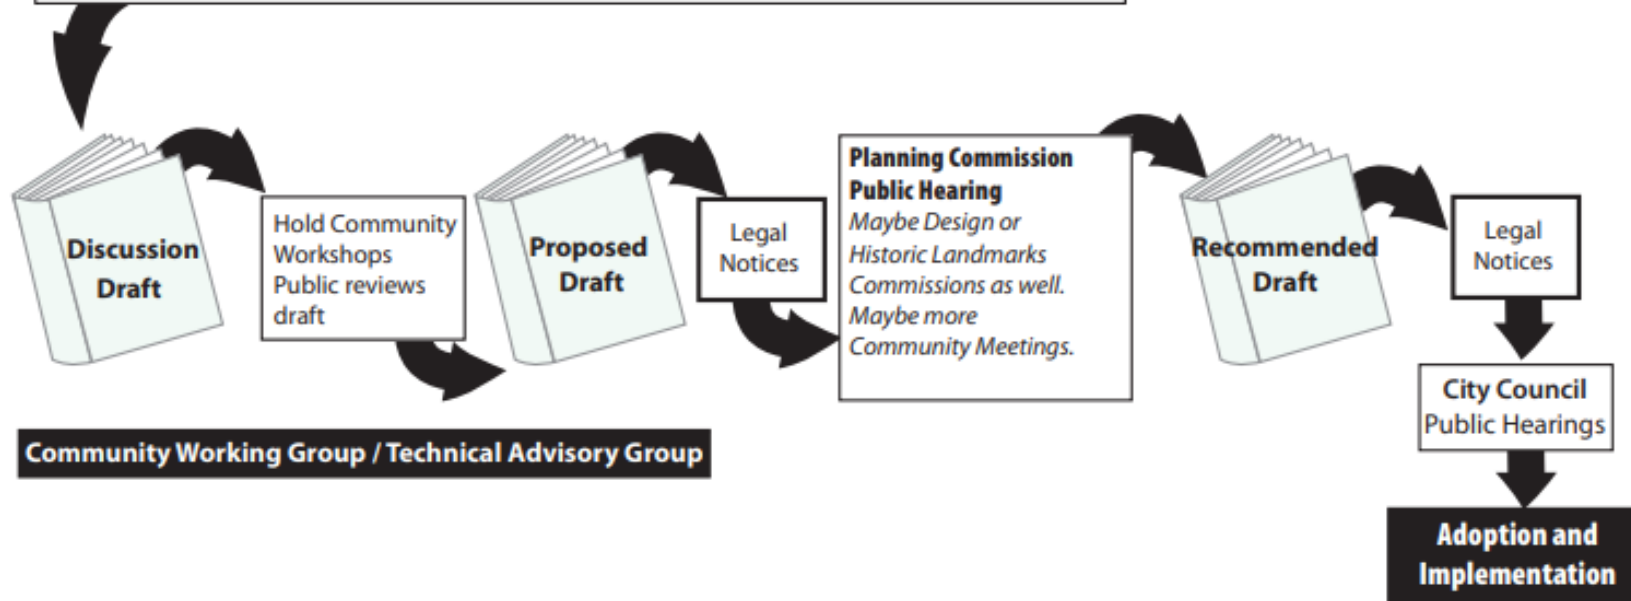 Discussion
Draft
Hold Community
Workshops
Public reviews
draft
Proposed
Draft
Legal
Notices
Planning Commission
Public Hearing
Maybe Design or
Historic Landmarks
Commissions as well.
Maybe more
Community Meetings.
Recommended
Draft
Legal
Notices
City Council
Public Hearings
Community Working Group / Technical Advisory Group
Adoption and
Implementation